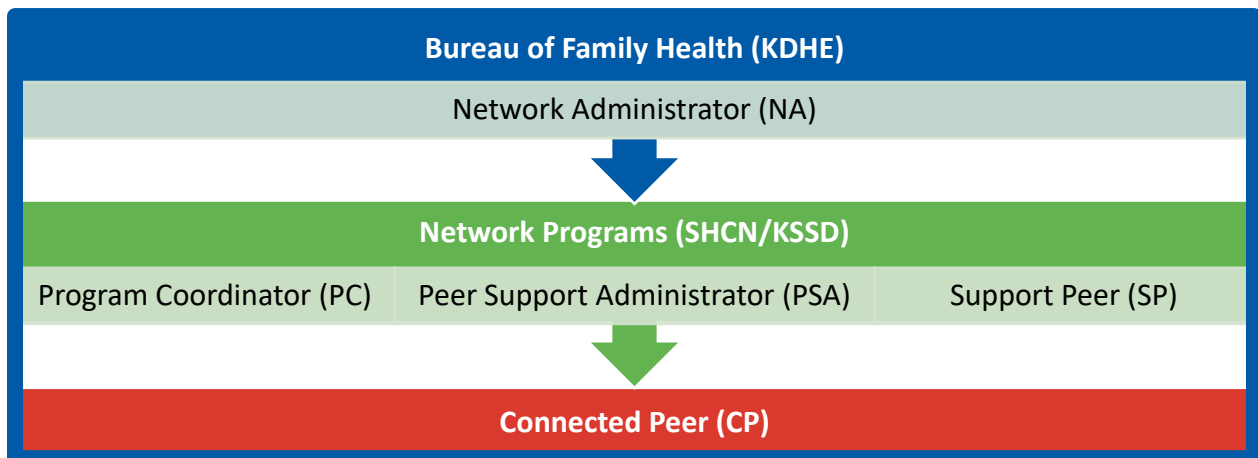 Bureau of Family Health (KDHE)
Network Administrator (NA)
Network Programs (SHCN/KSSD)
Program Coordinator (PC) Peer Support Administrator (PSA) Support Peer (SP)
Connected Peer (CP)